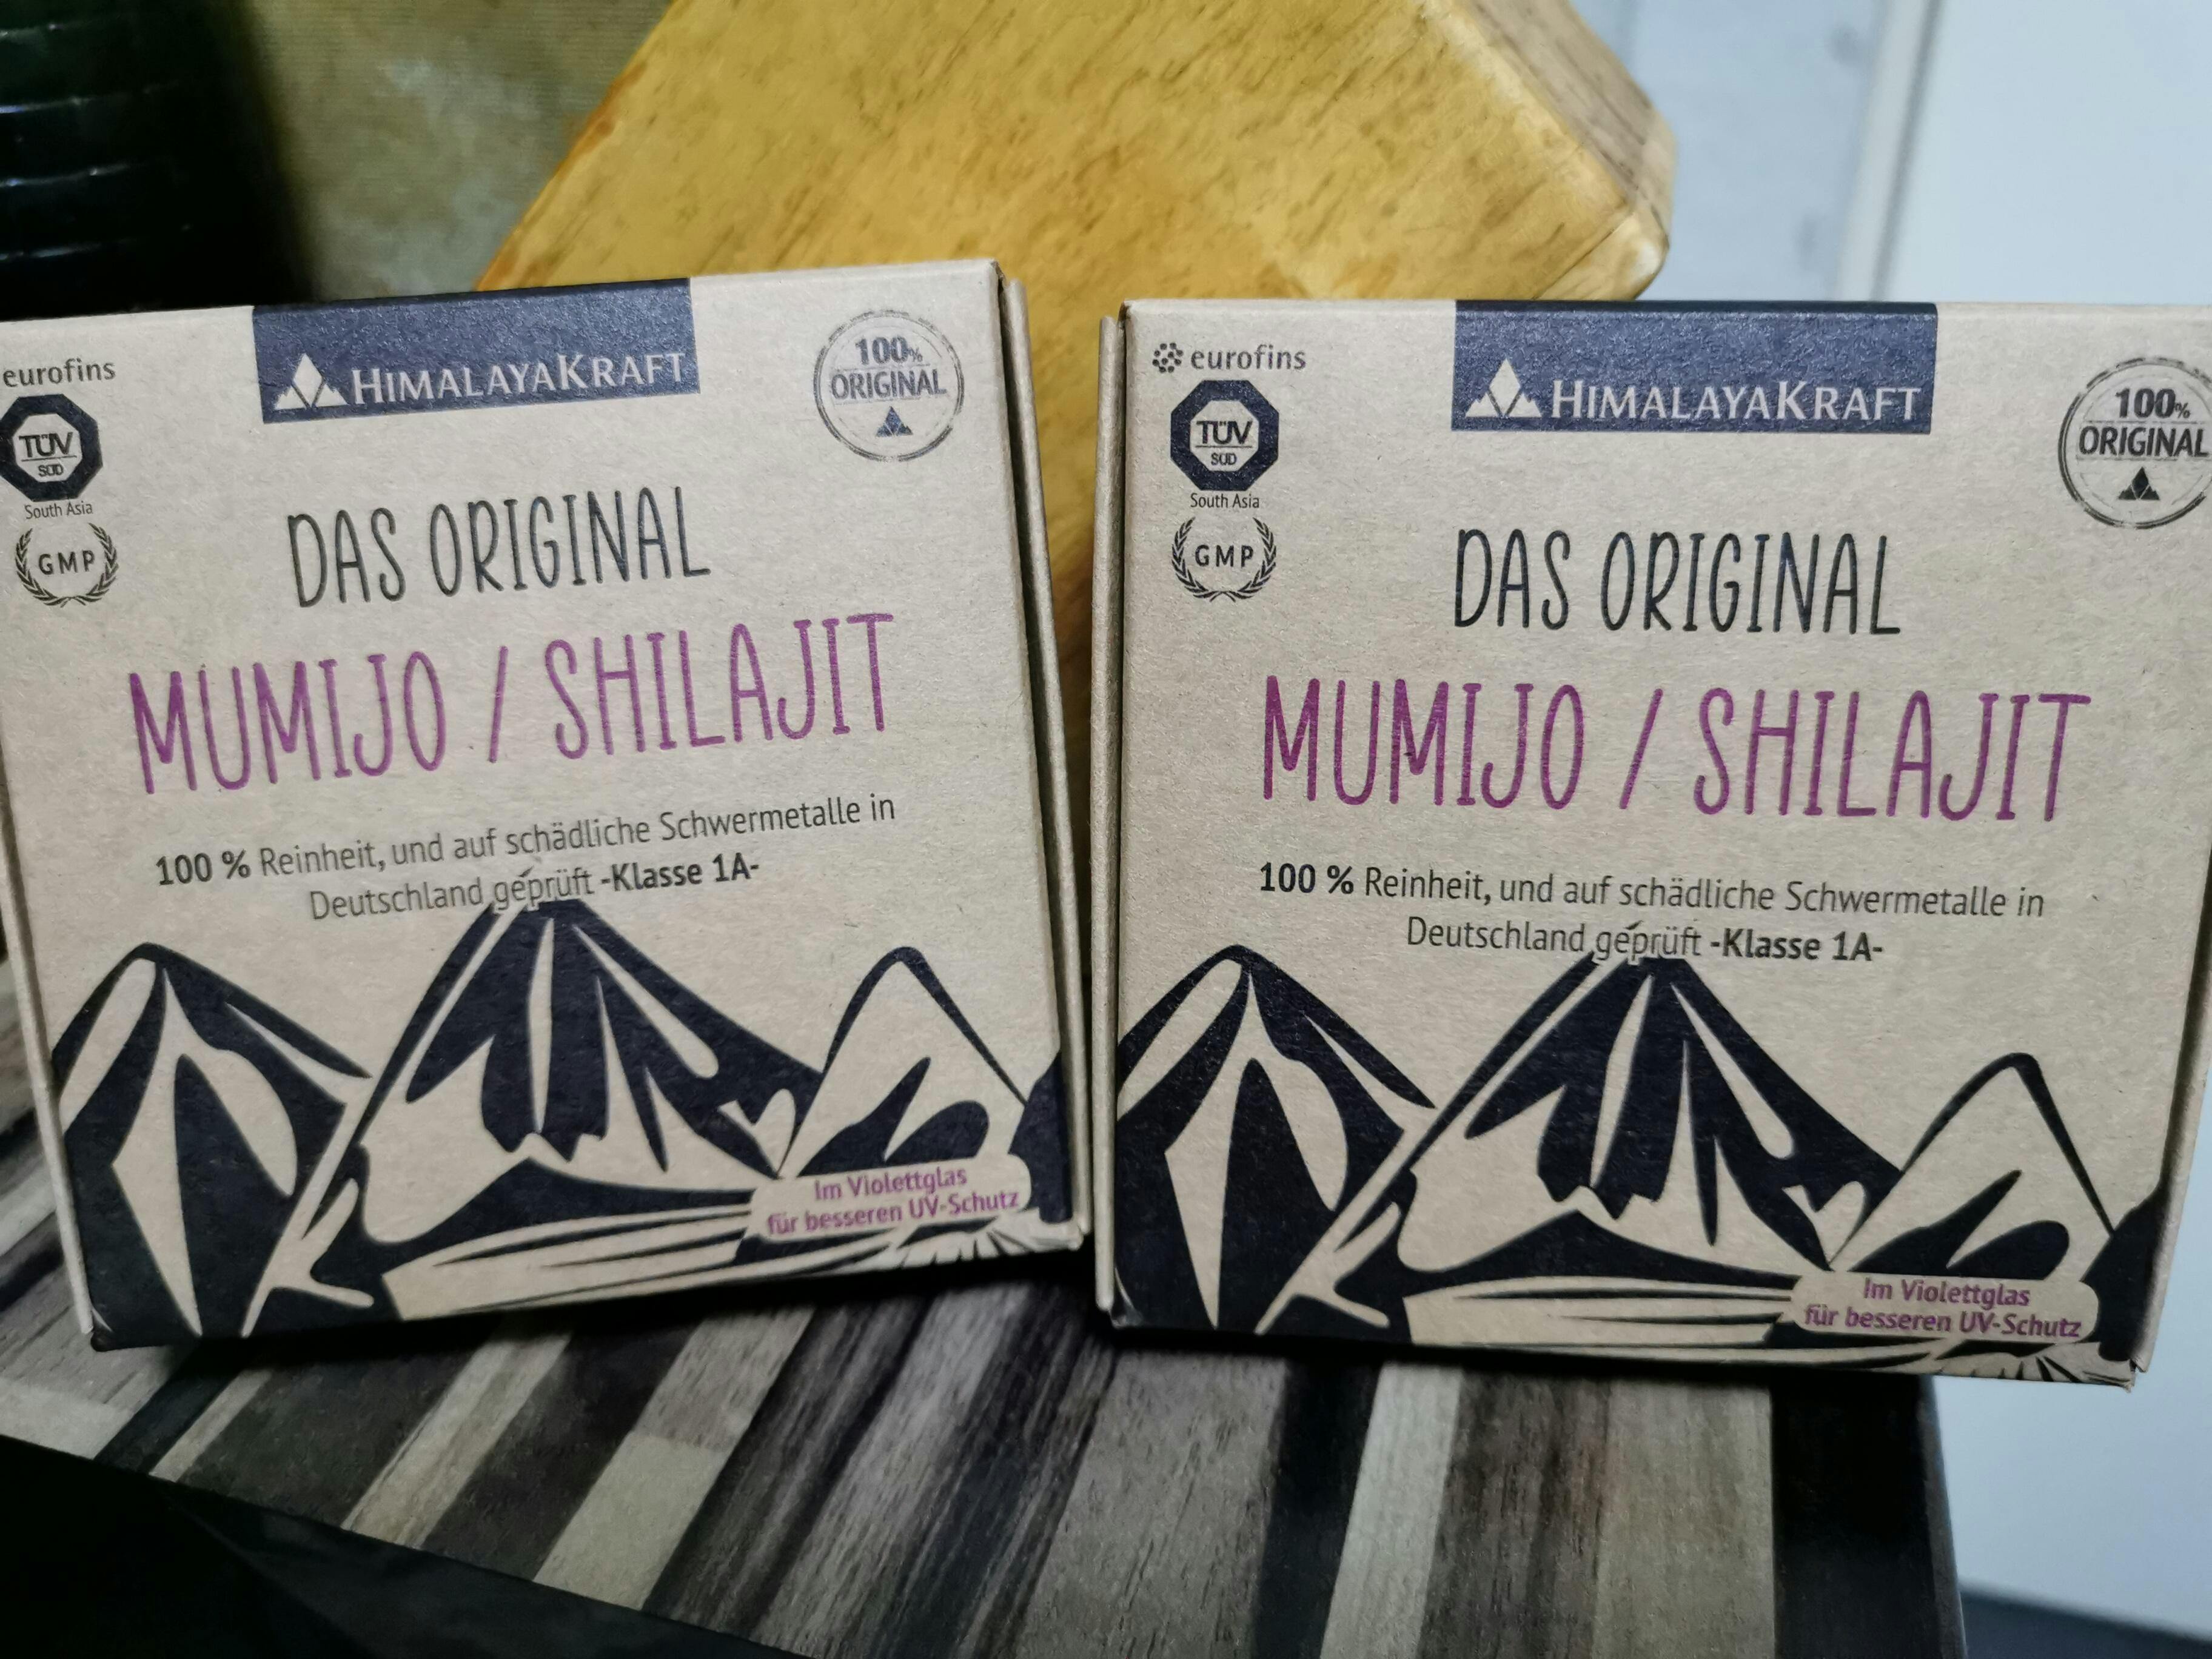 eurofins
TÜV
SÜD
South Asia
GMP
HIMALAYAKRAFT
100%
ORIGINAL
DAS ORIGINAL
MUMIJO / SHILAJIT
100 % Reinheit, und auf schädliche Schwermetalle in
Deutschland geprüft -Klasse 1A-
Im Violettglas
für besseren UV-Schutz
eurofins
TÜV
SÜD
South Asia
GMP
HIMALAYAKRAFT
100%
ORIGINAL
DAS ORIGINAL
MUMIJO / SHILAJIT
100 % Reinheit, und auf schädliche Schwermetalle in
Deutschland geprüft -Klasse 1A-
Im Violettglas
für besseren UV-Schutz